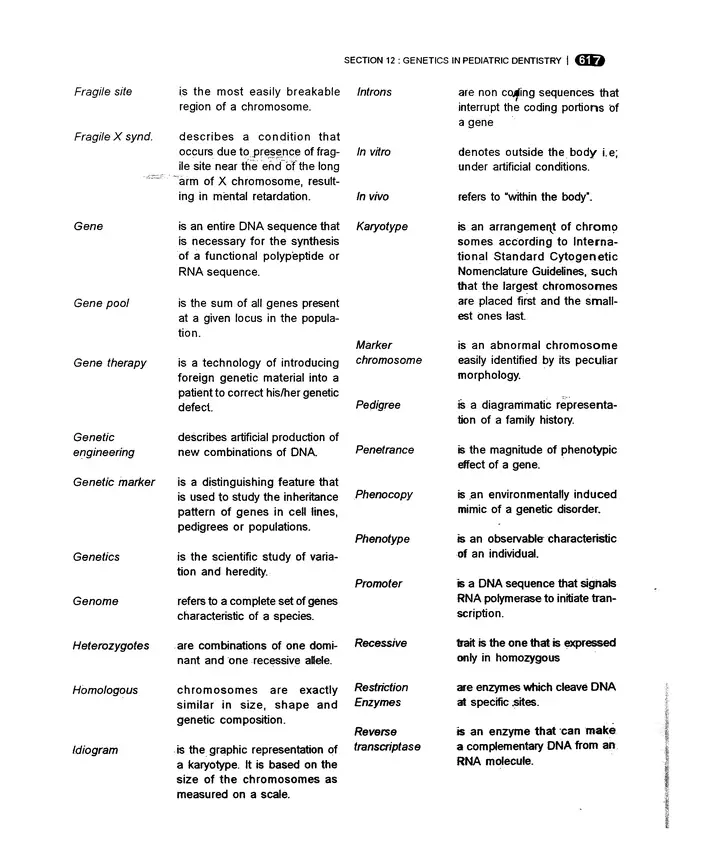 SECTION 12 : GENETICS IN PEDIATRIC DENTISTRY | 617
Fragile site is the most easily breakable
region of a chromosome.
Fragile X synd. describes a condition that
occurs due to presence of frag-
ile site near the end of the long
arm of X chromosome, result-
ing in mental retardation.
Gene is an entire DNA sequence that
is necessary for the synthesis
of a functional polypeptide or
RNA sequence.
Gene pool is the sum of all genes present
at a given locus in the popula-
tion.
Gene therapy is a technology of introducing
foreign genetic material into a
patient to correct his/her genetic
defect.
Genetic describes artificial production of
engineering new combinations of DNA.
Genetic marker is a distinguishing feature that
is used to study the inheritance
pattern of genes in cell lines,
pedigrees or populations.
Genetics is the scientific study of varia-
tion and heredity.
Genome refers to a complete set of genes
characteristic of a species.
Heterozygotes are combinations of one domi-
nant and one recessive allele.
Homologous chromosomes are exactly
similar in size, shape and
genetic composition.
Idiogram is the graphic representation of
a karyotype. It is based on the
size of the chromosomes as
measured on a scale.
Introns are non coding sequences that
interrupt the coding portions of
a gene
In vitro denotes outside the body i.e;
under artificial conditions.
In vivo refers to "within the body".
Karyotype is an arrangement of chromo
somes according to Interna-
tional Standard Cytogenetic
Nomenclature Guidelines, such
that the largest chromosomes
are placed first and the small-
est ones last.
Marker is an abnormal chromosome
chromosome easily identified by its peculiar
morphology.
Pedigree is a diagrammatic representa-
tion of a family history.
Penetrance is the magnitude of phenotypic
effect of a gene.
Phenocopy is an environmentally induced
mimic of a genetic disorder.
Phenotype is an observable characteristic
of an individual.
Promoter is a DNA sequence that signals
RNA polymerase to initiate tran-
scription.
Recessive trait is the one that is expressed
only in homozygous
Restriction are enzymes which cleave DNA
Enzymes at specific sites.
Reverse is an enzyme that can make
transcriptase a complementary DNA from an
RNA molecule.